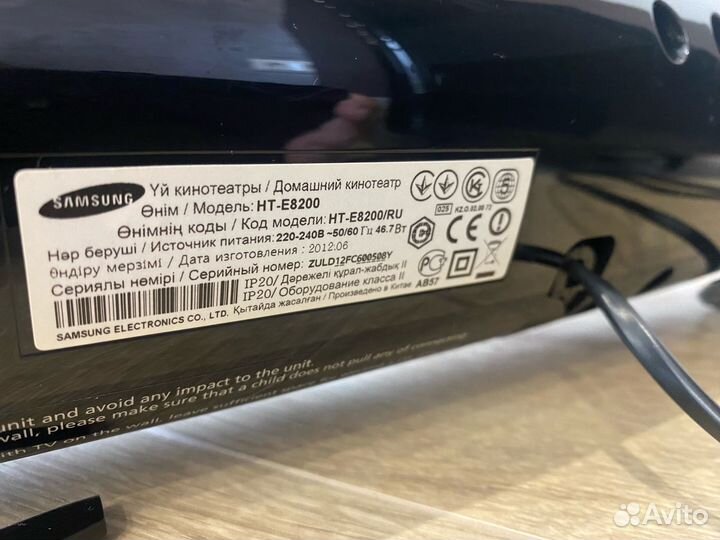 SAMSUNG
Үй кинотеатры / Домашний кинотеатр
Өнім / Модель: HT-E8200
Өнімнің коды / Код модели: HT-E8200/RU
Нәр беруші / Источник питания: 220-240В ~50/60 Гц 46.7Вт
Өндіру мерзімі / Дата изготовления : 2012.06
Сериялы нөмірі / Серийный номер: ZULD12FC600508Y
IP20/ Дәрежелі құрал-жабдық II
IP20/ Оборудование класса II
SAMSUNG ELECTRONICS CO., LTD. Қытайда жасалған / Произведено в Китае
025
АВ57
unit and avoid any impact to the unit.
wall, please make sure that a child does not pull any of connecting
with TV on the wall, leave sufficient space
Avito